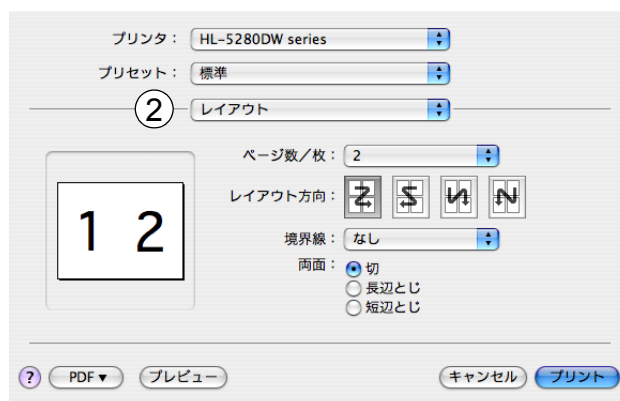 プリンタ： HL-5280DW series
プリセット： 標準
② レイアウト
ページ数／枚： 2
レイアウト方向：
1 2
境界線： なし
両面： 切
長辺とじ
短辺とじ
? PDF▼ プレビュー キャンセル プリント